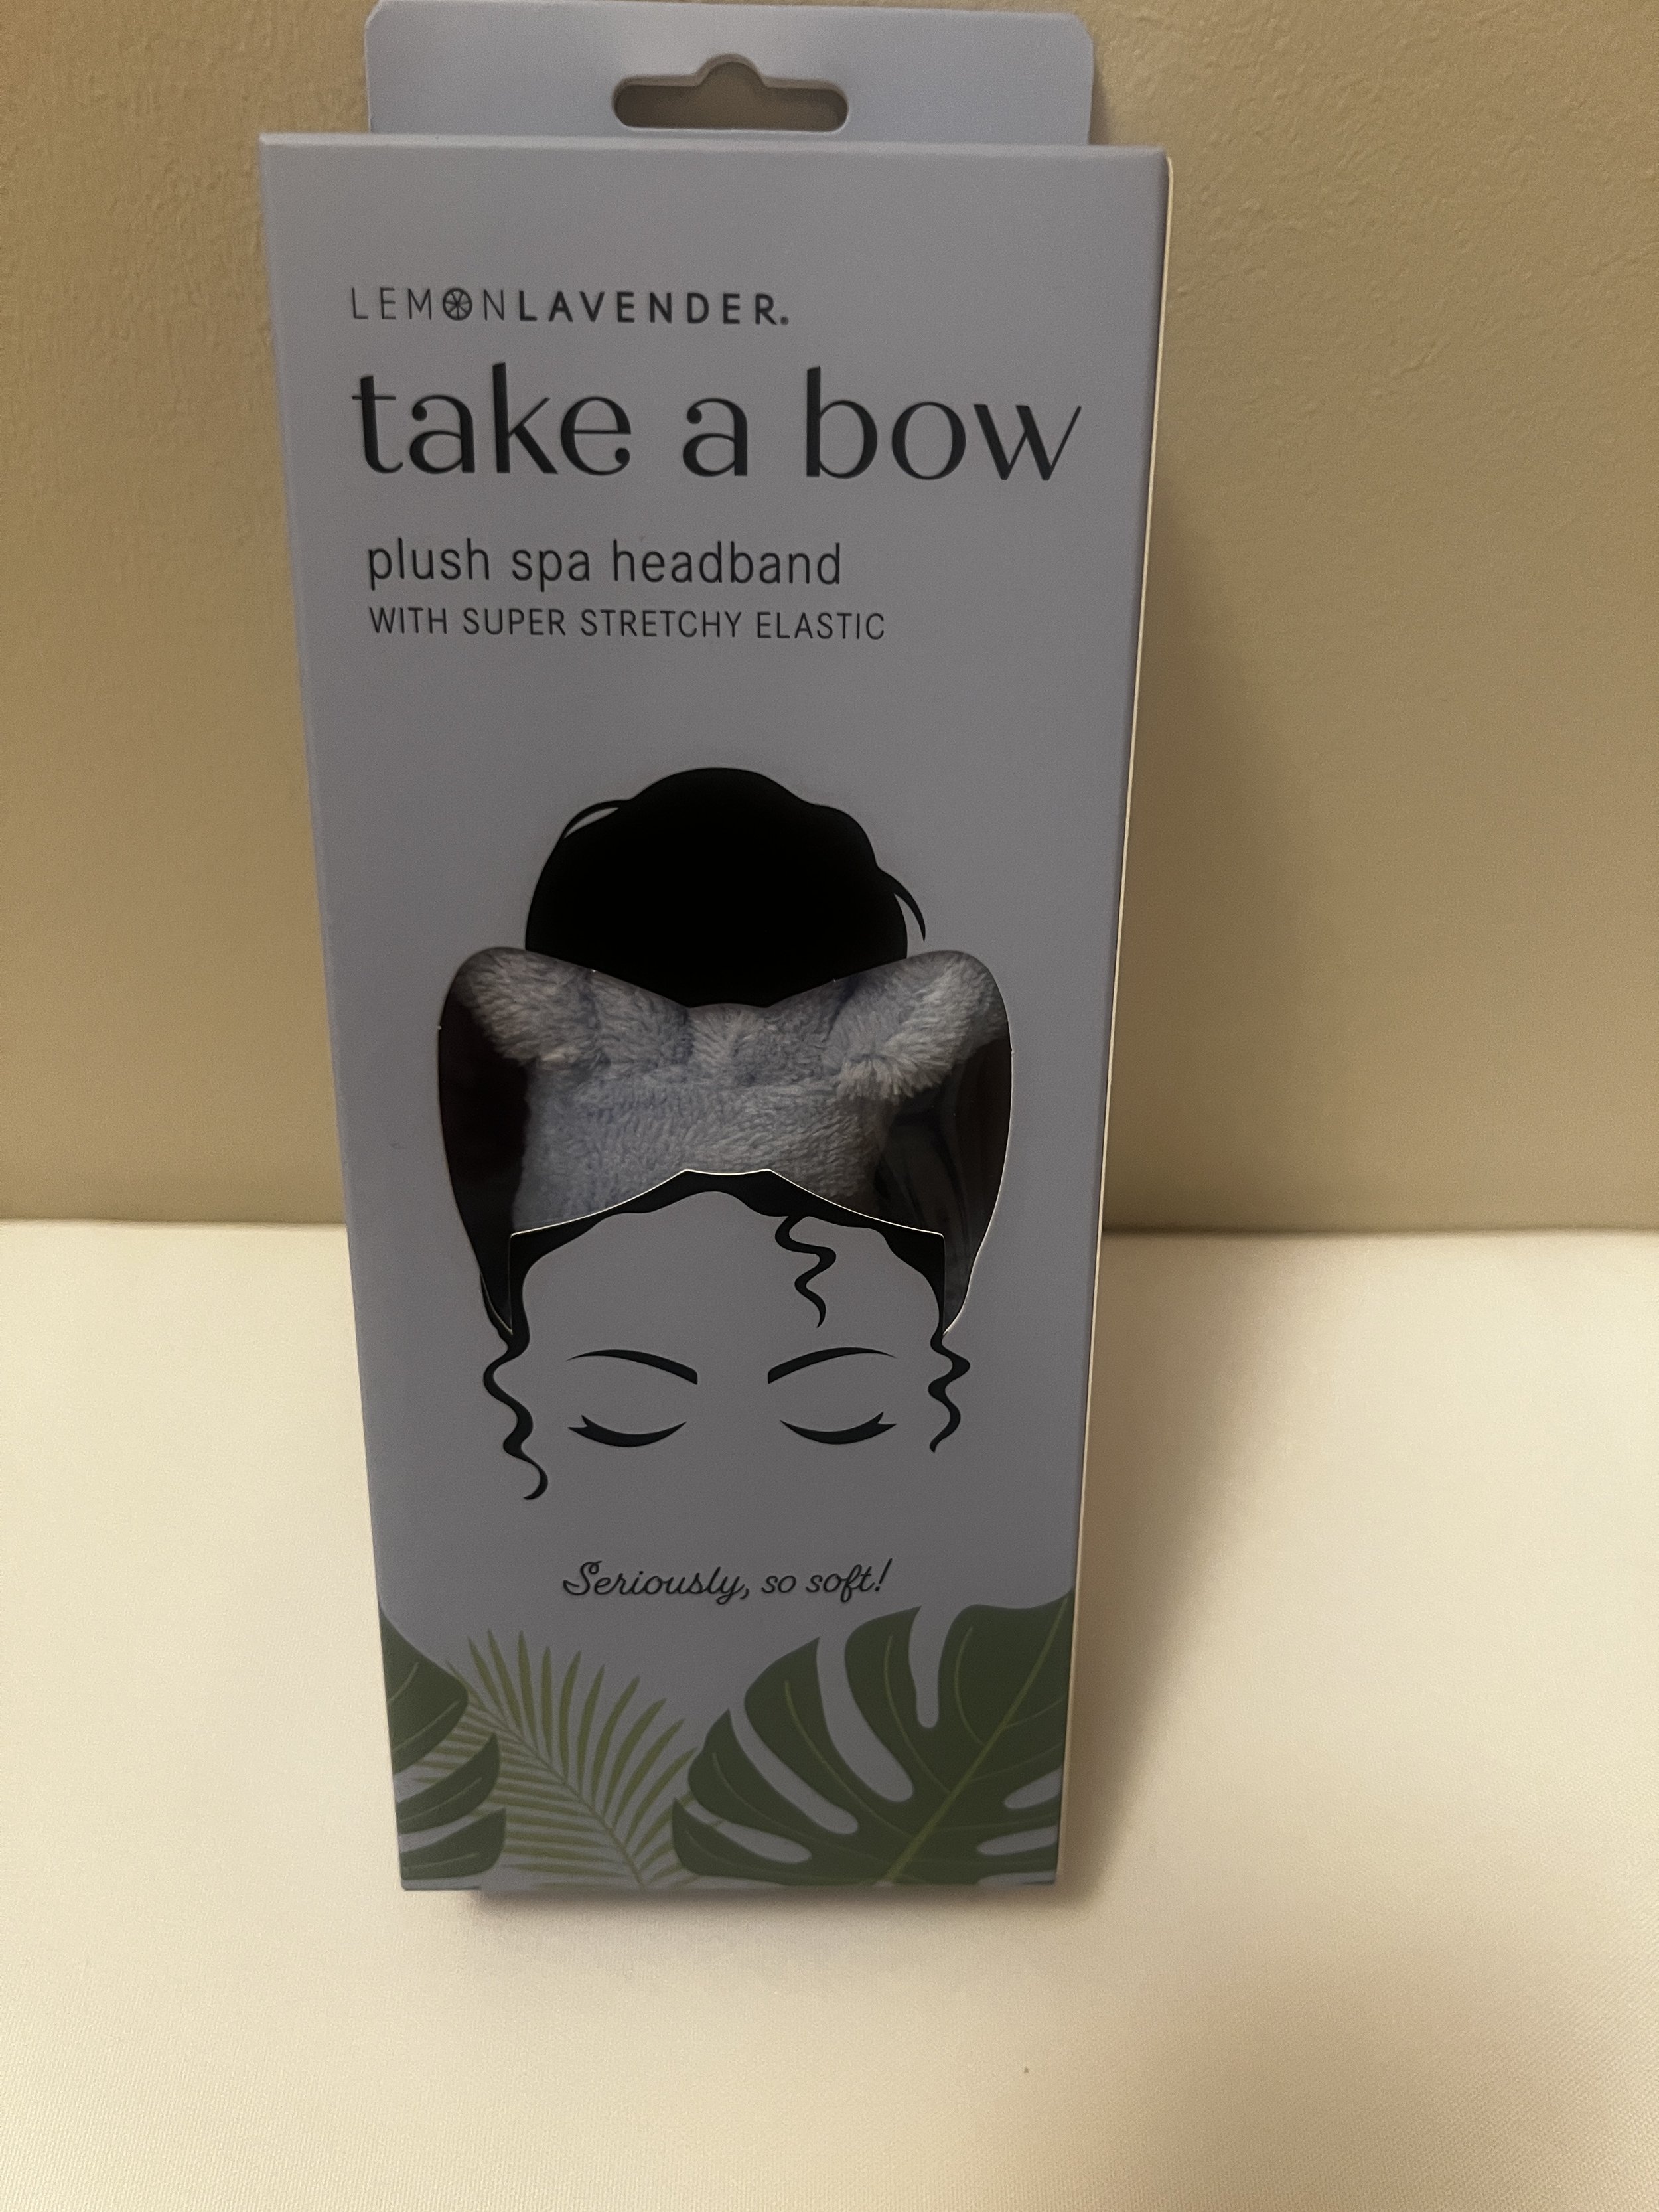 LEMONLAVENDER®
take a bow
plush spa headband
WITH SUPER STRETCHY ELASTIC
Seriously, so soft!